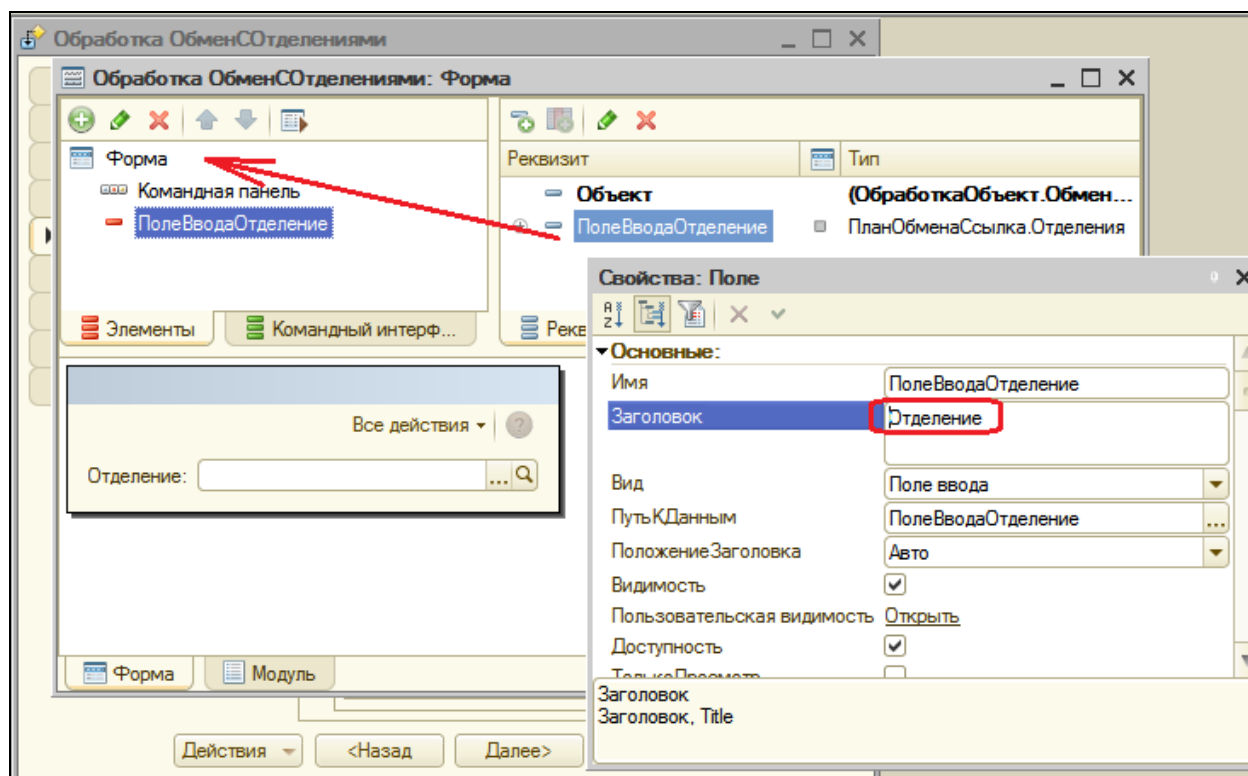 Обработка ОбменСОтделениями
Обработка ОбменСОтделениями: Форма
Форма
Командная панель
ПолеВводаОтделение
Реквизит Тип
Объект (ОбработкаОбъект.Обмен...
ПолеВводаОтделение ПланОбменаСсылка.Отделения
Элементы Командный интерф...
Все действия
Отделение: ...
Форма Модуль
Действия <Назад Далее>
Свойства: Поле
Основные:
Имя ПолеВводаОтделение
Заголовок Отделение
Вид Поле ввода
ПутьКДанным ПолеВводаОтделение ...
ПоложениеЗаголовка Авто
Видимость
Пользовательская видимость Открыть
Доступность
ТолькоПросмотр
Заголовок
Заголовок, Title